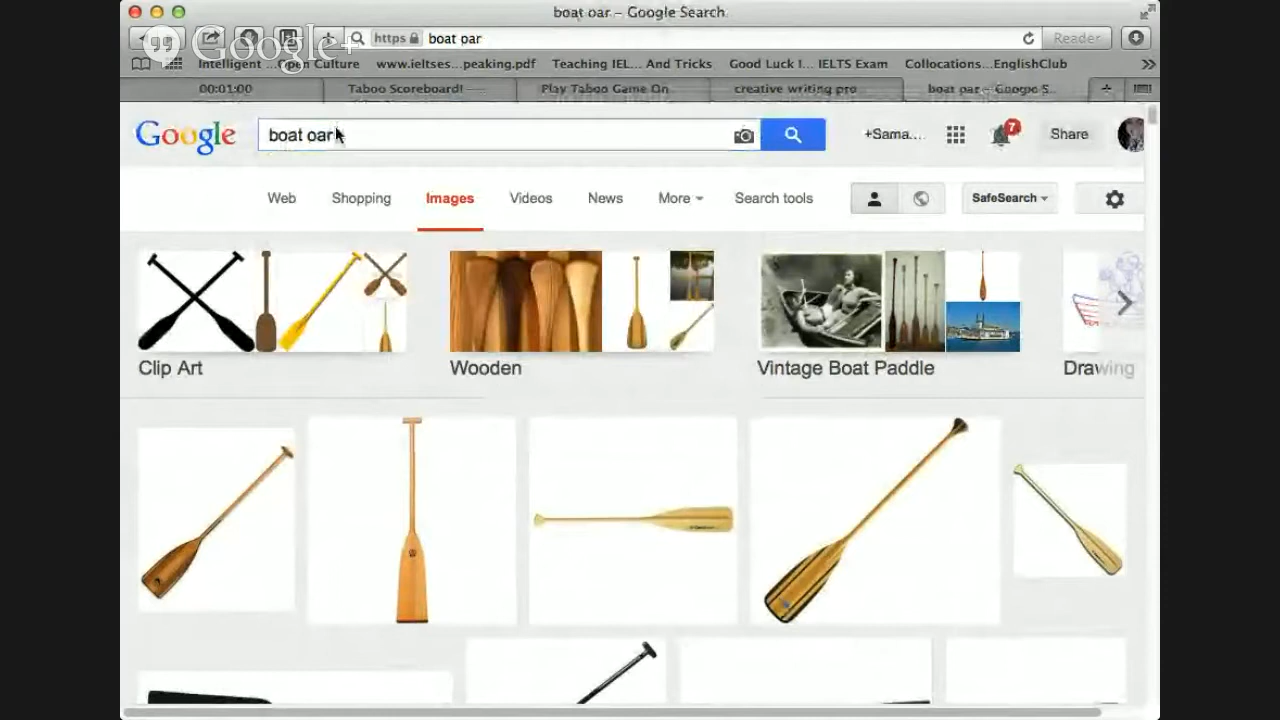 boat oar – Google Search
Google+
https boat oar Reader
Intelligent ...Open Culture www.ieltses...peaking.pdf Teaching IEL... And Tricks Good Luck I... IELTS Exam Collocations...EnglishClub
00:01:00 Taboo Scoreboard! Play Taboo Game On... creative writing pro... boat oar – Google S...
Google boat oar +Sama.... 7 Share
Web Shopping Images Videos News More Search tools SafeSearch
Clip Art Wooden Vintage Boat Paddle Drawing